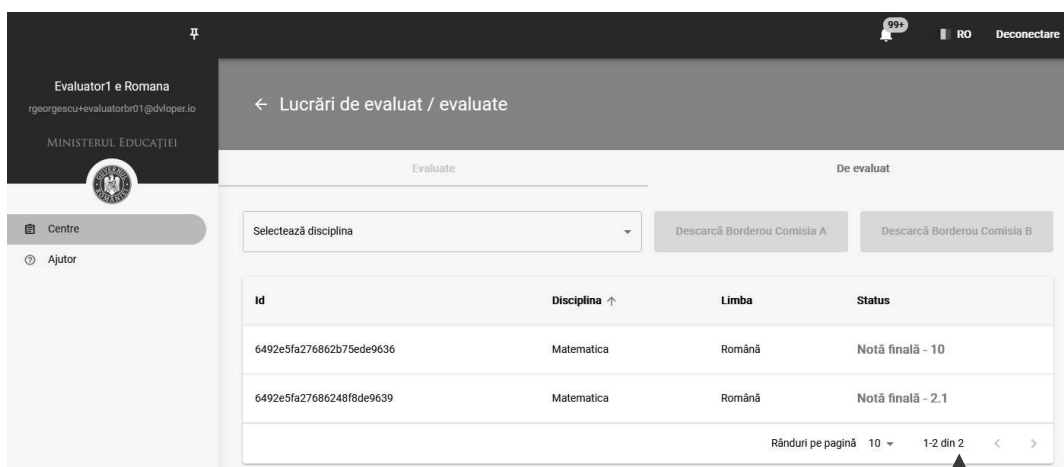 99+
RO
Deconectare
Evaluator1 e Romana
rgeorgescu+evaluatorbr01@dvloper.io
MINISTERUL EDUCAȚIEI
Lucrări de evaluat / evaluate
Evaluate
De evaluat
Centre
Ajutor
Selectează disciplina
Descarcă Borderou Comisia A
Descarcă Borderou Comisia B
Id Disciplina Limba Status
6492e5fa276862b75ede9636 Matematica Română Notă finală - 10
6492e5fa27686248f8de9639 Matematica Română Notă finală - 2.1
Rânduri pe pagină 10 1-2 din 2